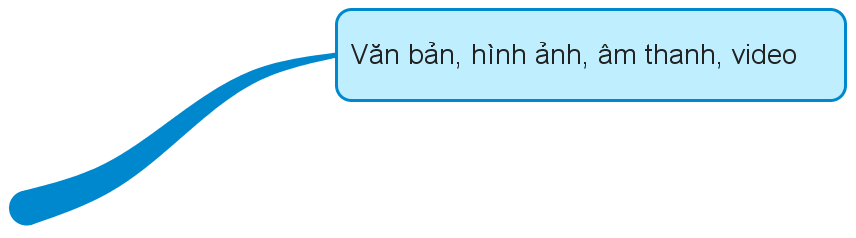 Văn bản, hình ảnh, âm thanh, video